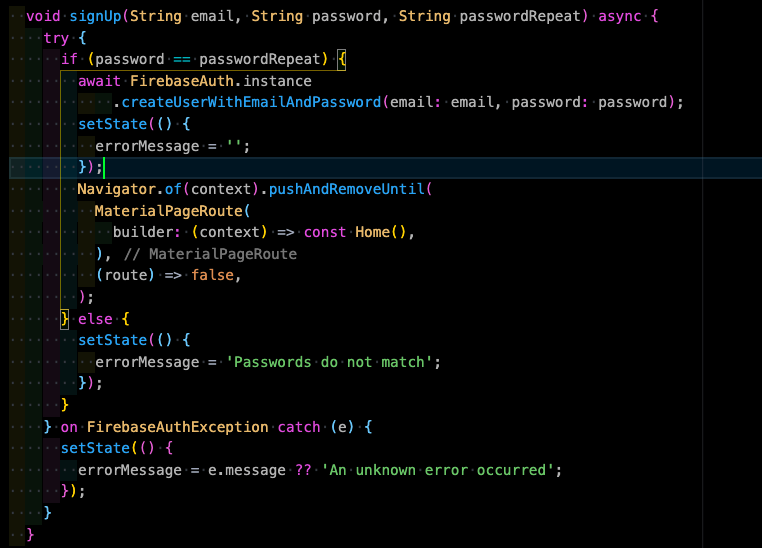 void signUp(String email, String password, String passwordRepeat) async {
try {
if (password == passwordRepeat) {
await FirebaseAuth.instance
.createUserWithEmailAndPassword(email: email, password: password);
setState(() {
errorMessage = '';
});
Navigator.of(context).pushAndRemoveUntil(
MaterialPageRoute(
builder: (context) => const Home(),
), // MaterialPageRoute
(route) => false,
);
} else {
setState(() {
errorMessage = 'Passwords do not match';
});
}
} on FirebaseAuthException catch (e) {
setState(() {
errorMessage = e.message ?? 'An unknown error occurred';
});
}
}